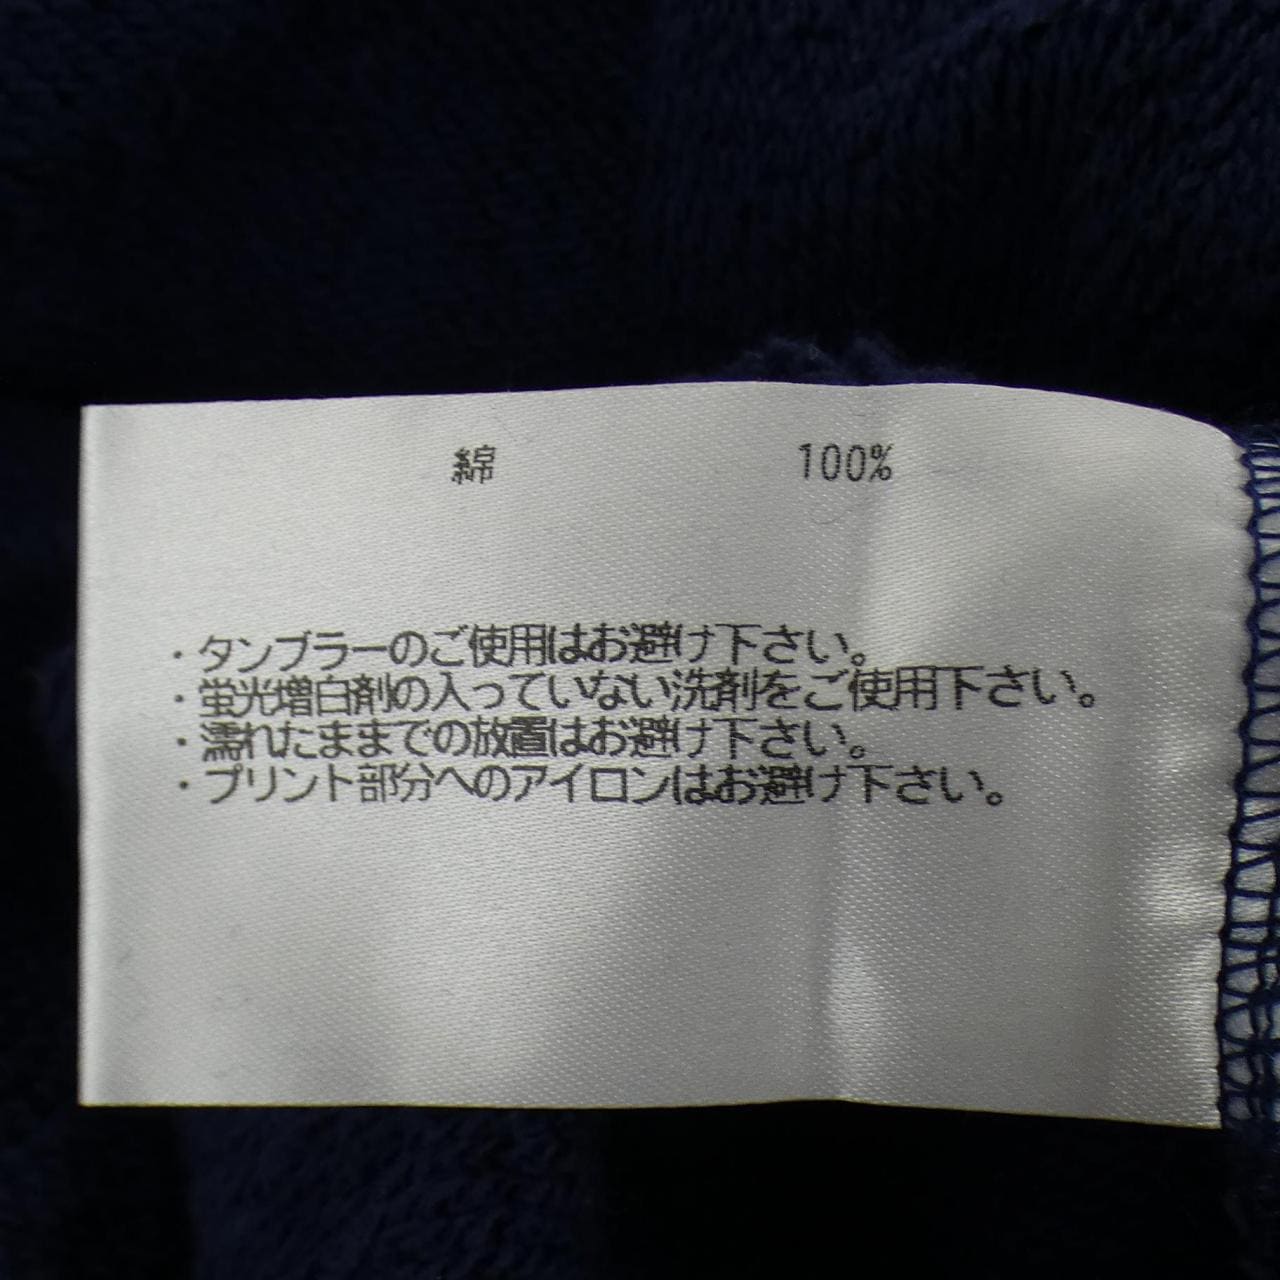 綿 100%
・タンブラーのご使用はお避け下さい。
・蛍光増白剤の入っていない洗剤をご使用下さい。
・濡れたままでの放置はお避け下さい。
・プリント部分へのアイロンはお避け下さい。